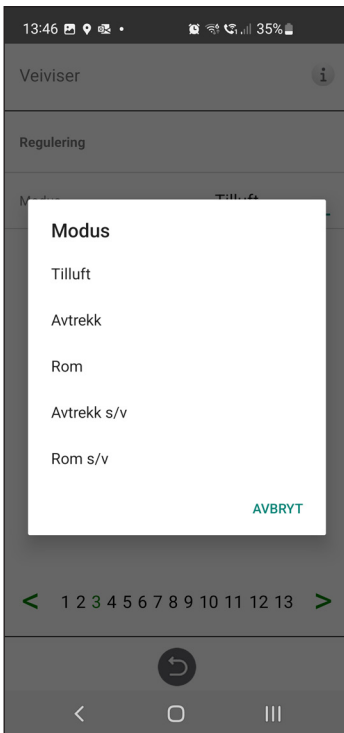 13:46 35%
Veiviser i
Regulering
Modus Tilluft
Modus
Tilluft
Avtrekk
Rom
Avtrekk s/v
Rom s/v
AVBRYT
< 1 2 3 4 5 6 7 8 9 10 11 12 13 >